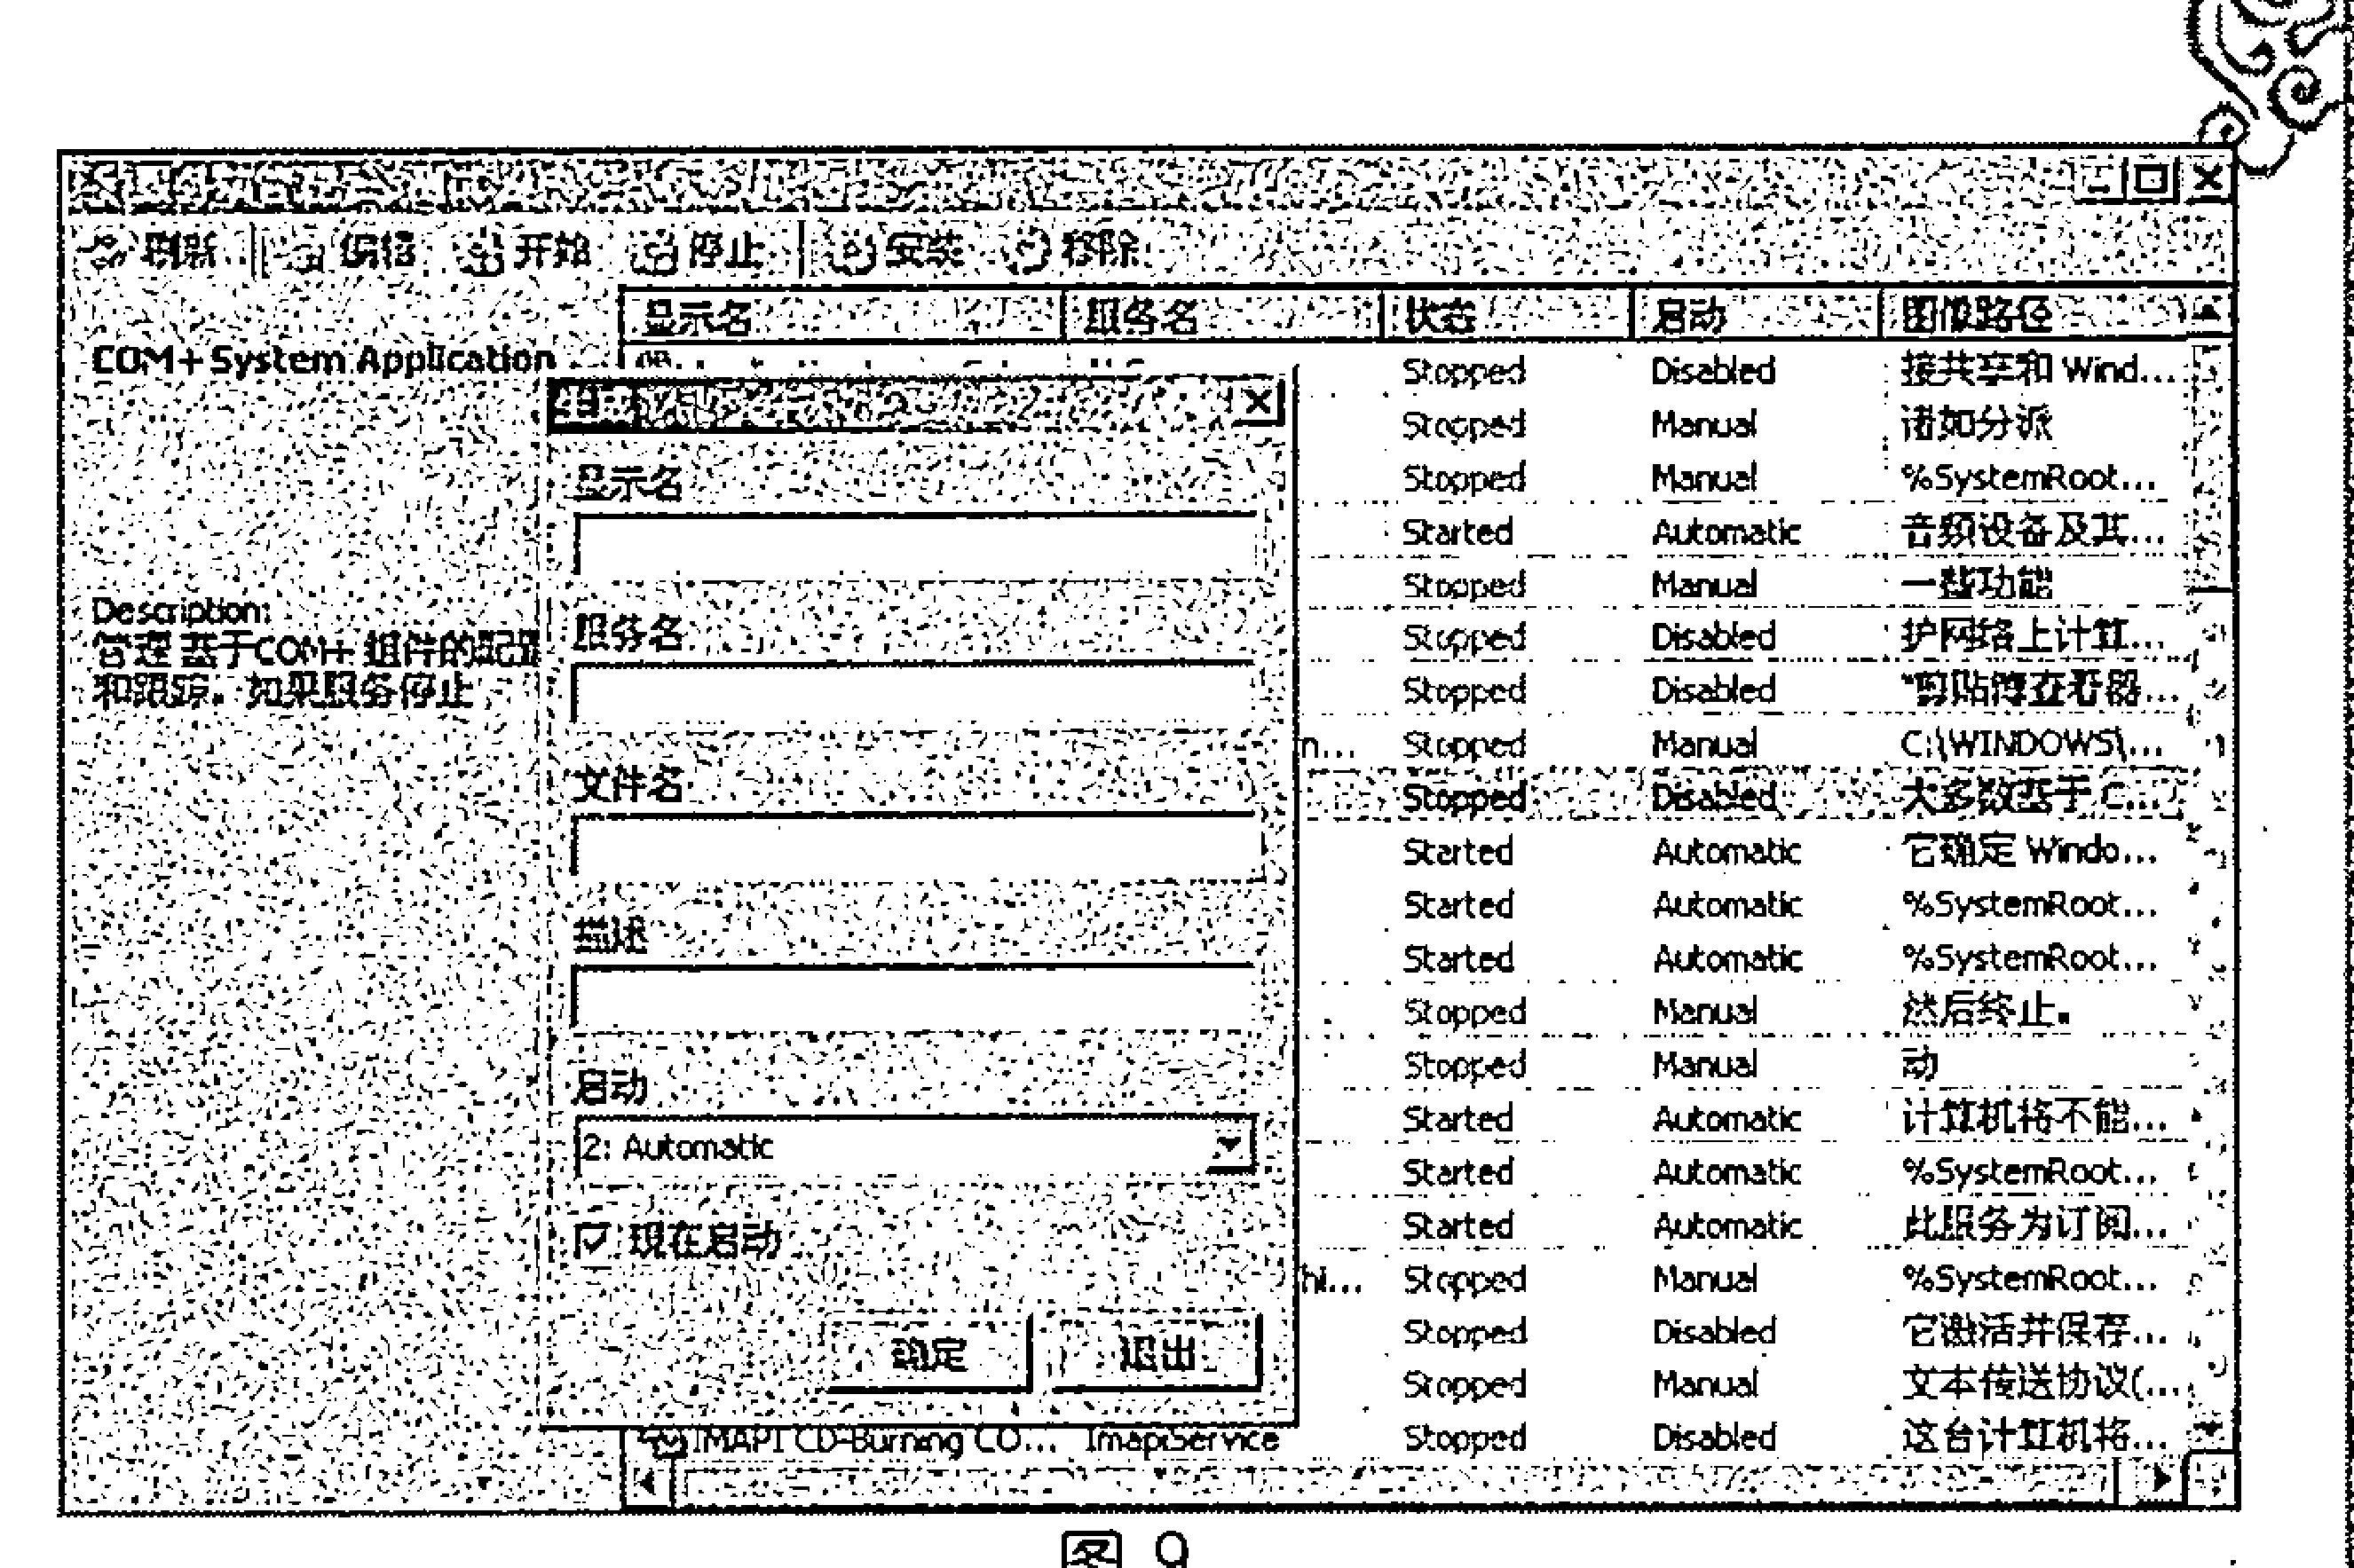 刷新 编辑 开始 停止 安装 移除
显示名 服务名 状态 启动 图像路径
COM+ System Application
Description:
管理 基于COM+ 组件的配置
和跟踪。如果服务停止
显示名
服务名
文件名
描述
启动
2: Automatic
现在启动
确定 退出
Stopped Disabled 接共享和 Wind...
Stopped Manual 诸如分派
Stopped Manual %SystemRoot...
Started Automatic 音频设备及其...
Stopped Manual 一些功能
Stopped Disabled 护网络上计算...
Stopped Disabled “剪贴簿查看器...
n... Stopped Manual C:\WINDOWS\...
Stopped Disabled 大多数基于 C...
Started Automatic 它确定 Windo...
Started Automatic %SystemRoot...
Started Automatic %SystemRoot...
Stopped Manual 然后终止。
Stopped Manual 动
Started Automatic 计算机将不能...
Started Automatic %SystemRoot...
Started Automatic 此服务为订阅...
hi... Stopped Manual %SystemRoot...
Stopped Disabled 它激活并保存...
Stopped Manual 文本传送协议(...
IMAPI CD-Burning CO... ImapiService Stopped Disabled 这台计算机将...
图 9